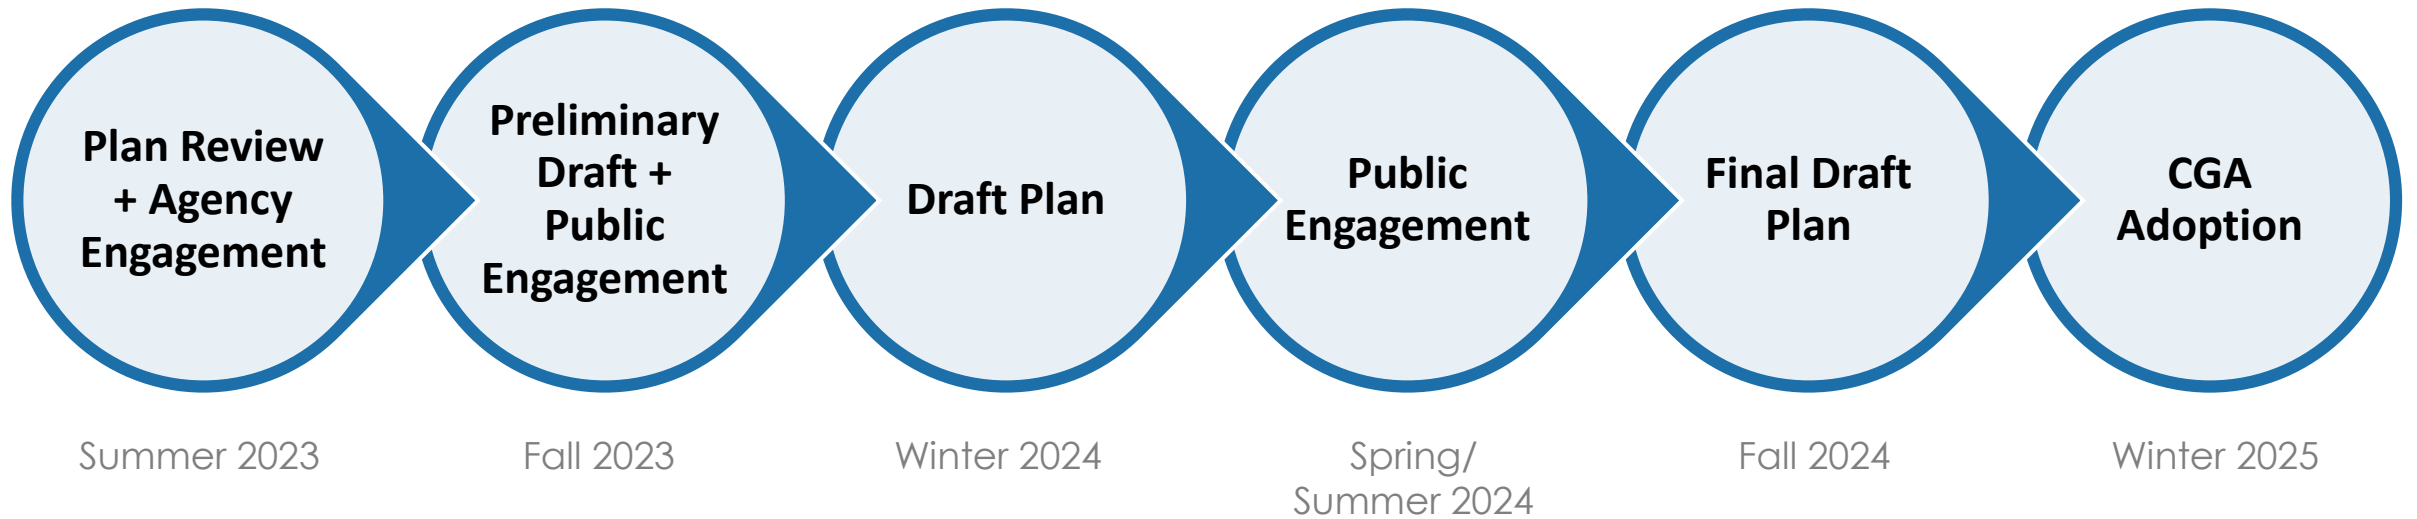 Plan Review
+ Agency
Engagement
Preliminary
Draft +
Public
Engagement
Draft Plan
Public
Engagement
Final Draft
Plan
CGA
Adoption
Summer 2023
Fall 2023
Winter 2024
Spring/
Summer 2024
Fall 2024
Winter 2025